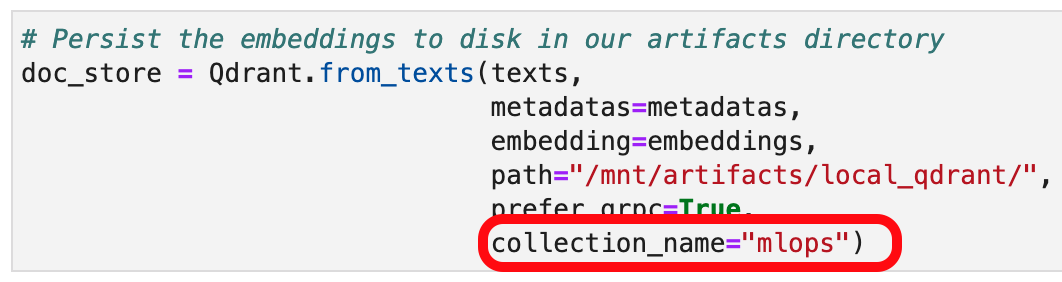 # Persist the embeddings to disk in our artifacts directory
doc_store = Qdrant.from_texts(texts,
metadatas=metadatas,
embedding=embeddings,
path="/mnt/artifacts/local_qdrant/",
prefer_grpc=True,
collection_name="mlops")